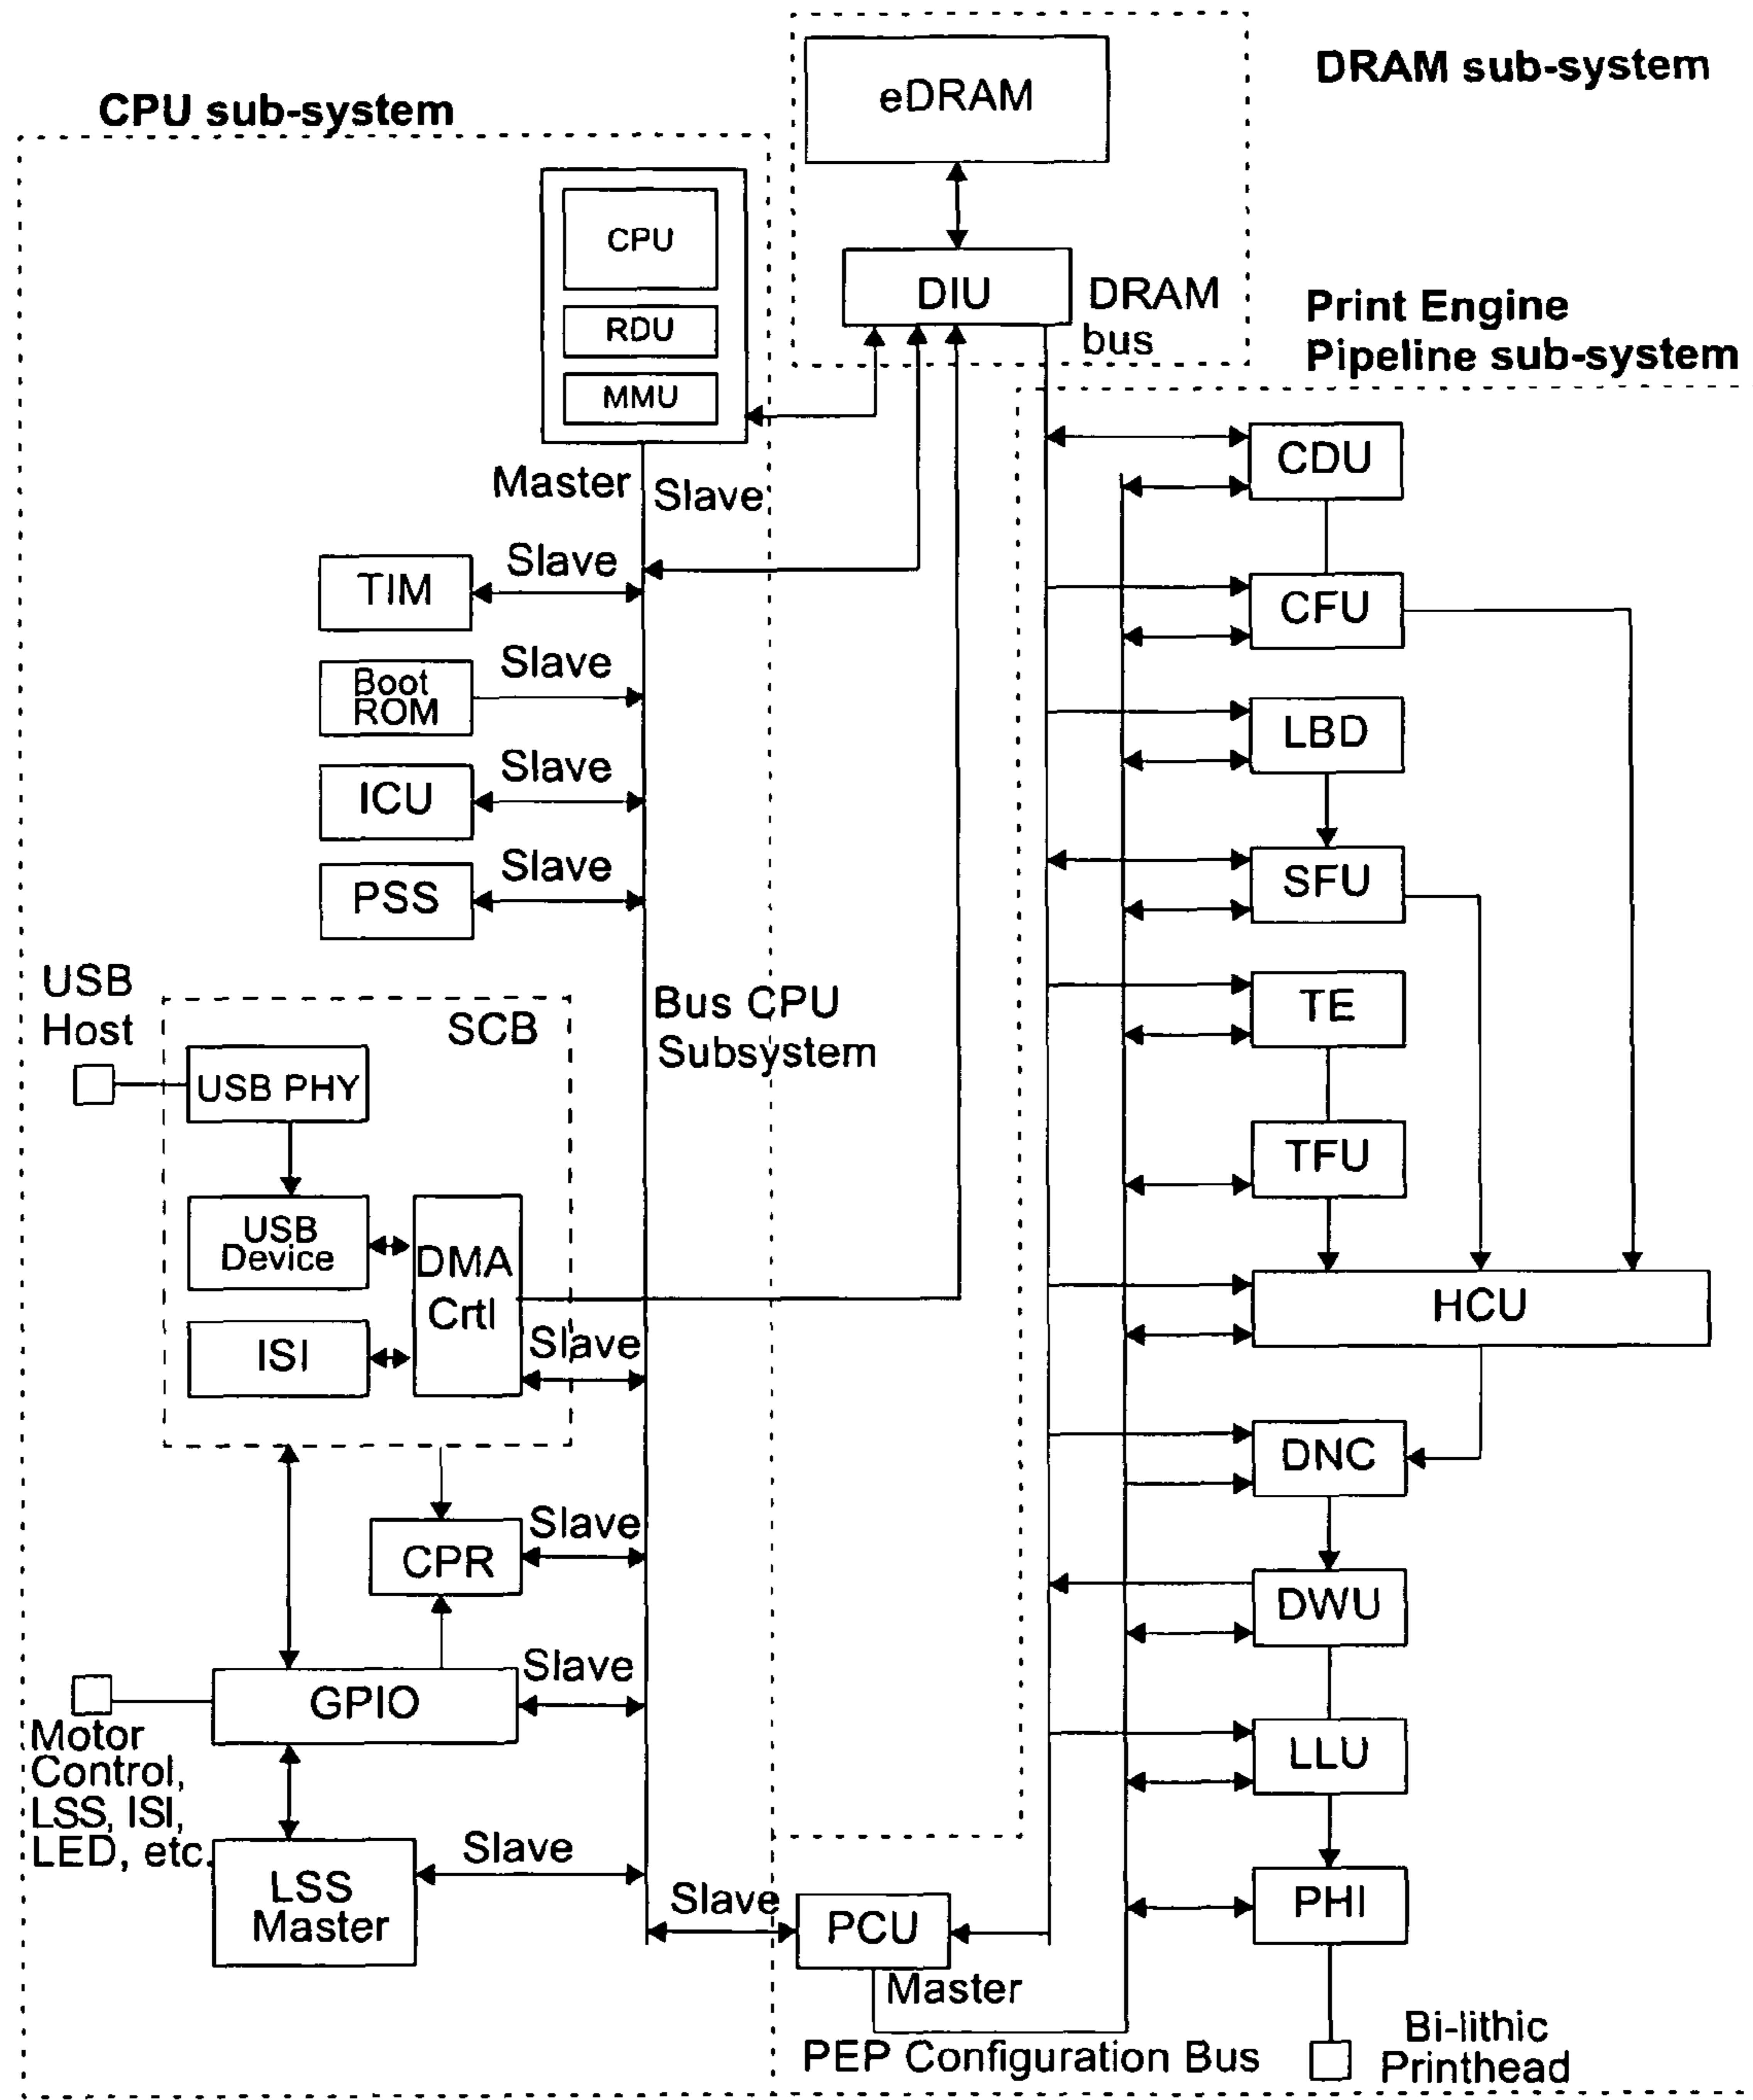 DRAM sub-system
CPU sub-system
eDRAM
CPU
RDU
MMU
DIU
DRAM
bus
Print Engine
Pipeline sub-system
Master
Slave
CDU
TIM
Slave
CFU
Boot
ROM
Slave
LBD
ICU
Slave
PSS
Slave
SFU
USB
Host
SCB
Bus CPU
Subsystem
TE
USB PHY
TFU
USB
Device
DMA
Crtl
HCU
ISI
Slave
DNC
CPR
Slave
DWU
GPIO
Slave
Motor
Control,
LSS, ISI,
LED, etc.
LLU
LSS
Master
Slave
Slave
PCU
PHI
Master
PEP Configuration Bus
Bi-lithic
Printhead